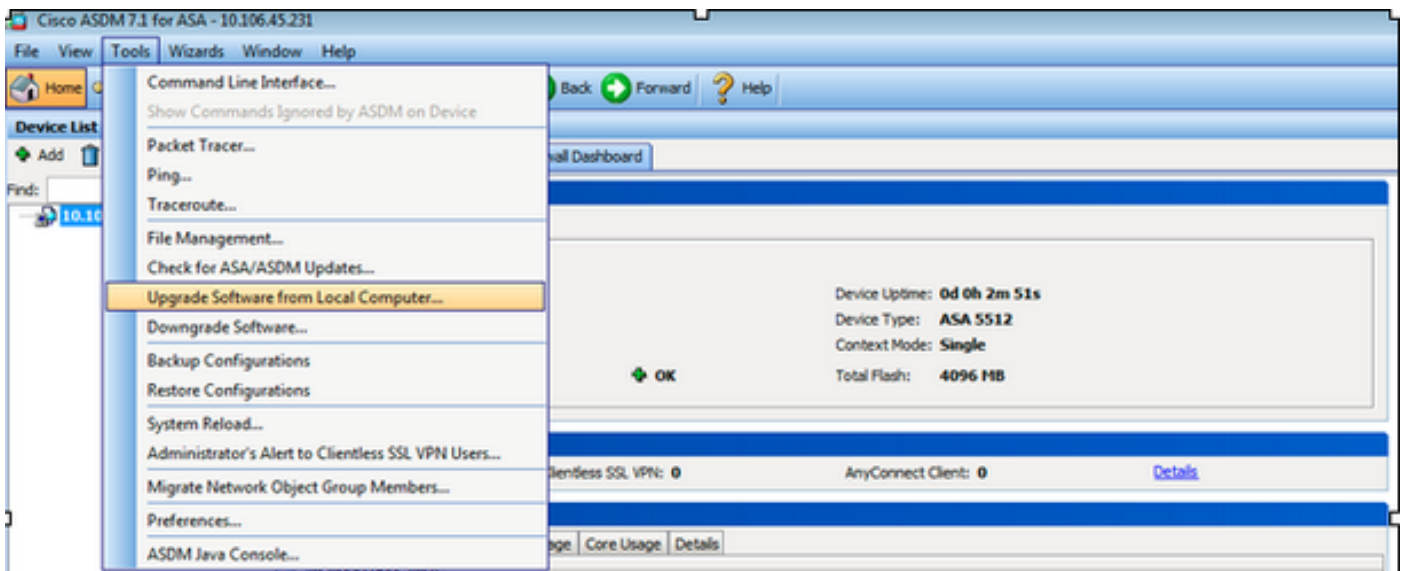 Cisco ASDM 7.1 for ASA - 10.106.45.231
File View Tools Wizards Window Help
Home Back Forward Help
Command Line Interface...
Show Commands Ignored by ASDM on Device
Device List
Add
Packet Tracer...
wall Dashboard
Ping...
Find:
Traceroute...
10.10
File Management...
Check for ASA/ASDM Updates...
Upgrade Software from Local Computer...
Device Uptime: 0d 0h 2m 51s
Downgrade Software...
Device Type: ASA 5512
Context Mode: Single
Backup Configurations
OK Total Flash: 4096 MB
Restore Configurations
System Reload...
Administrator's Alert to Clientless SSL VPN Users...
Clientless SSL VPN: 0 AnyConnect Client: 0 Details
Migrate Network Object Group Members...
Preferences...
age Core Usage Details
ASDM Java Console...